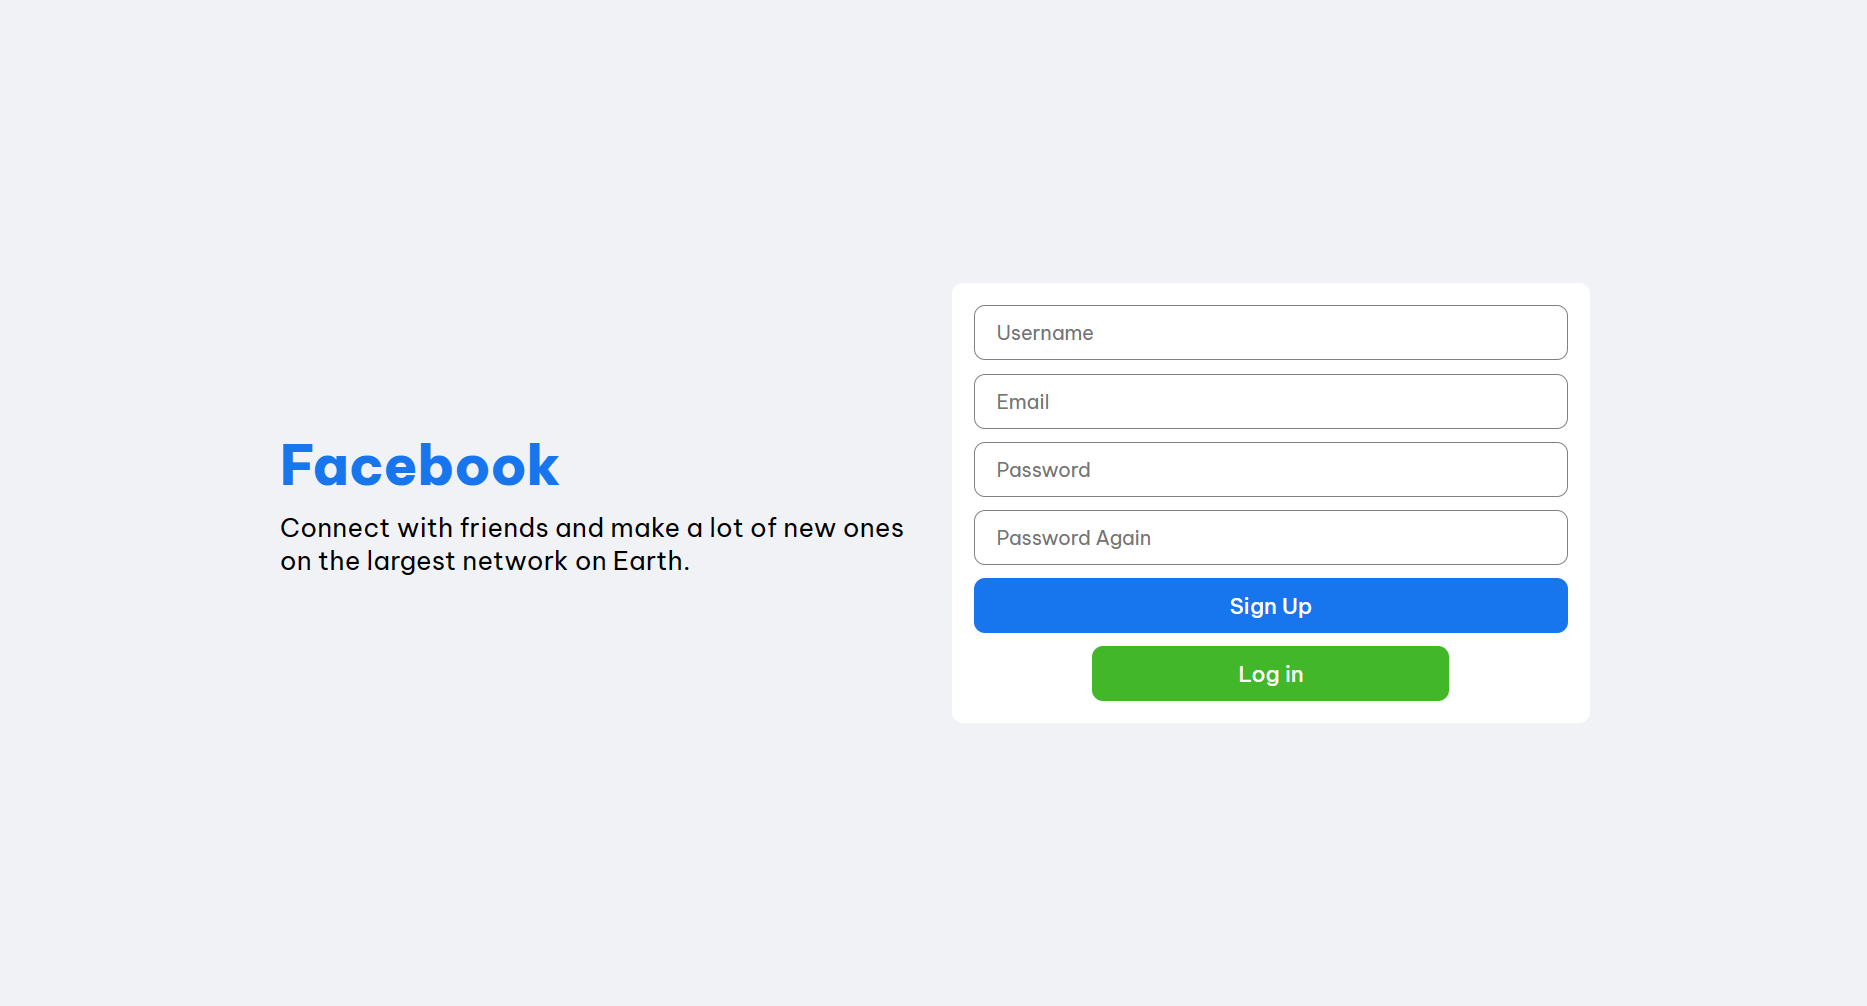 Facebook
Connect with friends and make a lot of new ones
on the largest network on Earth.
Username
Email
Password
Password Again
Sign Up
Log in